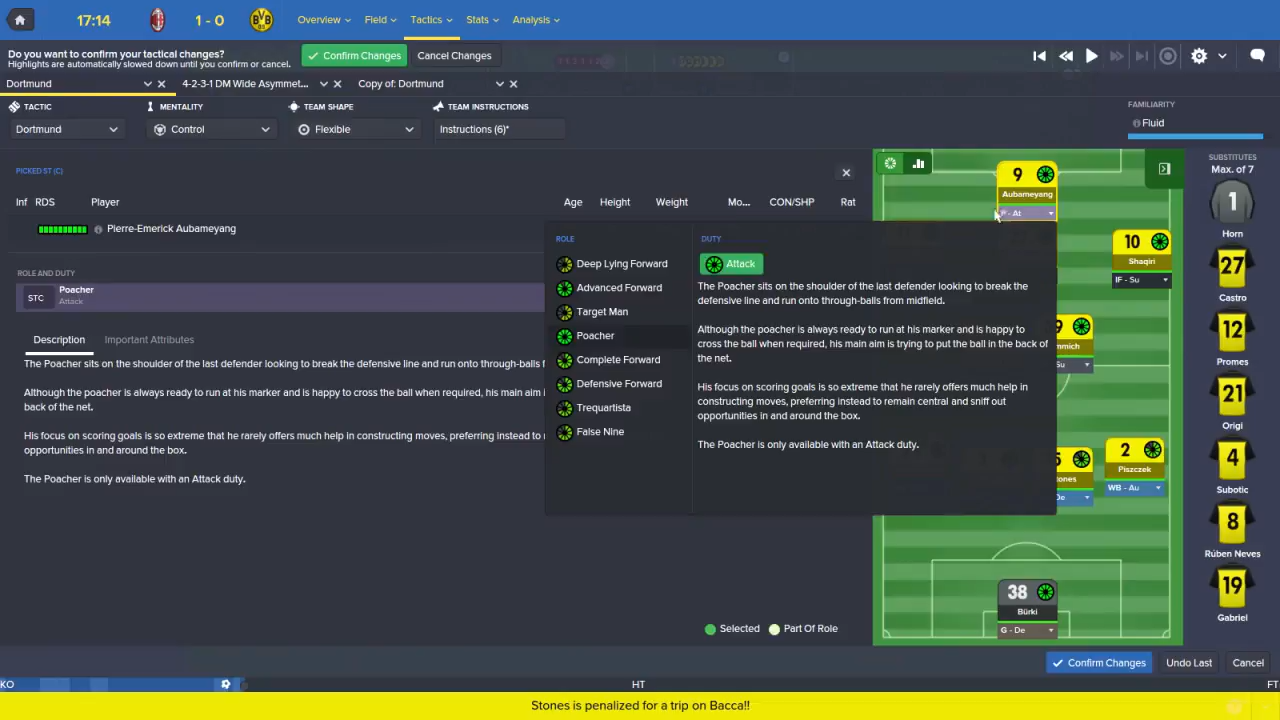 17:14
1 - 0
Overview
Field
Tactics
Stats
Analysis
Do you want to confirm your tactical changes?
Highlights are automatically slowed down until you confirm or cancel.
Confirm Changes
Cancel Changes
Dortmund
4-2-3-1 DM Wide Asymmet...
Copy of: Dortmund
TACTIC
MENTALITY
TEAM SHAPE
TEAM INSTRUCTIONS
FAMILIARITY
Dortmund
Control
Flexible
Instructions (6)*
Fluid
PICKED ST (C)
Inf RDS Player Age Height Weight Mo... CON/SHP Rat
Pierre-Emerick Aubameyang
ROLE AND DUTY
STC
Poacher
Attack
Description
Important Attributes
The Poacher sits on the shoulder of the last defender looking to break the defensive line and run onto through-balls f
Although the poacher is always ready to run at his marker and is happy to cross the ball when required, his main aim i
back of the net.
His focus on scoring goals is so extreme that he rarely offers much help in constructing moves, preferring instead to
opportunities in and around the box.
The Poacher is only available with an Attack duty.
ROLE
Deep Lying Forward
Advanced Forward
Target Man
Poacher
Complete Forward
Defensive Forward
Trequartista
False Nine
DUTY
Attack
The Poacher sits on the shoulder of the last defender looking to break the
defensive line and run onto through-balls from midfield.
Although the poacher is always ready to run at his marker and is happy to
cross the ball when required, his main aim is trying to put the ball in the back of
the net.
His focus on scoring goals is so extreme that he rarely offers much help in
constructing moves, preferring instead to remain central and sniff out
opportunities in and around the box.
The Poacher is only available with an Attack duty.
Selected
Part Of Role
9
Aubameyang
P - At
10
Shaqiri
IF - Su
9
mmich
Su
5
tones
De
2
Piszczek
WB - Au
38
Bürki
G - De
SUBSTITUTES
Max. of 7
1
Horn
27
Castro
12
Promes
21
Origi
4
Subotic
8
Rúben Neves
19
Gabriel
Confirm Changes
Undo Last
Cancel
KO
HT
FT
Stones is penalized for a trip on Bacca!!